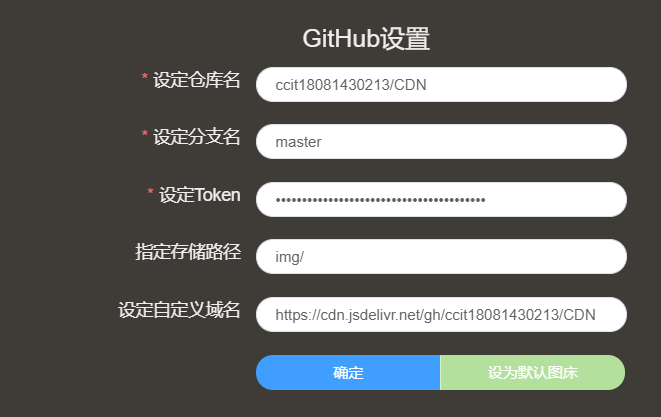 GitHub设置
* 设定仓库名 ccit18081430213/CDN
* 设定分支名 master
* 设定Token ••••••••••••••••••••••••••••••••••••••••
指定存储路径 img/
设定自定义域名 https://cdn.jsdelivr.net/gh/ccit18081430213/CDN
确定 设为默认图床